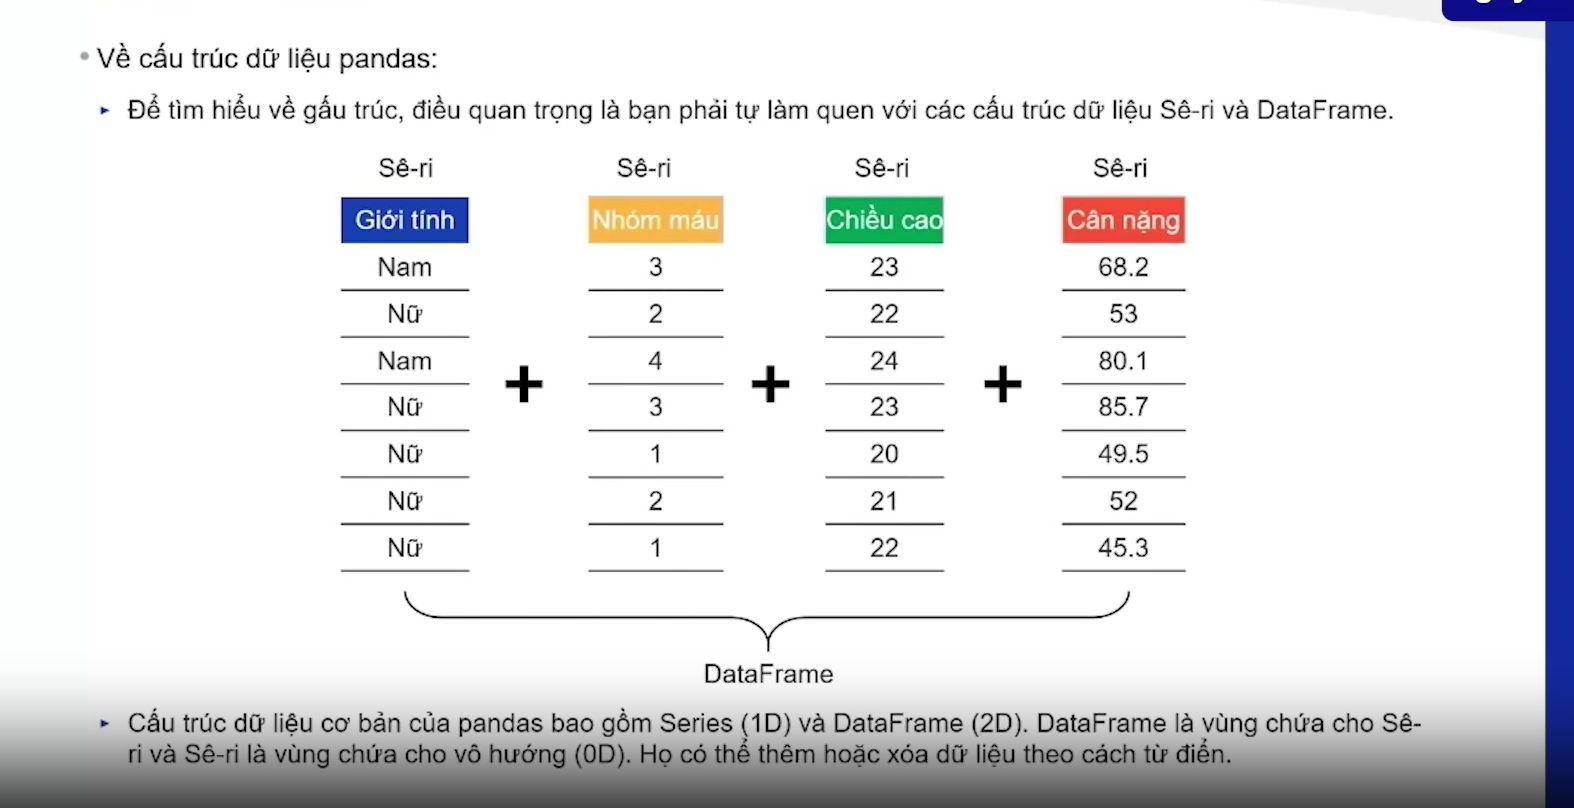 Về cấu trúc dữ liệu pandas:
Để tìm hiểu về gấu trúc, điều quan trọng là bạn phải tự làm quen với các cấu trúc dữ liệu Sê-ri và DataFrame.
Sê-ri Sê-ri Sê-ri Sê-ri
Giới tính Nhóm máu Chiều cao Cân nặng
Nam 3 23 68.2
Nữ 2 22 53
Nam 4 24 80.1
+ + +
Nữ 3 23 85.7
Nữ 1 20 49.5
Nữ 2 21 52
Nữ 1 22 45.3
DataFrame
Cấu trúc dữ liệu cơ bản của pandas bao gồm Series (1D) và DataFrame (2D). DataFrame là vùng chứa cho Sê-
ri và Sê-ri là vùng chứa cho vô hướng (0D). Họ có thể thêm hoặc xóa dữ liệu theo cách từ điển.